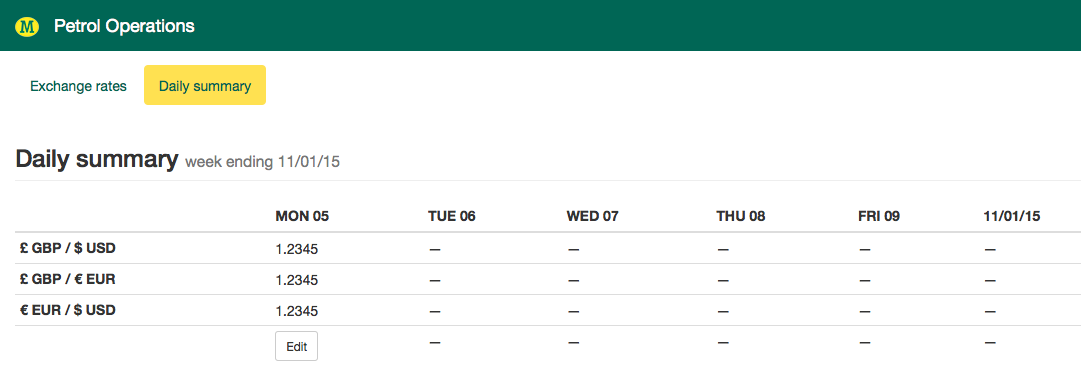 M Petrol Operations
Exchange rates Daily summary
Daily summary week ending 11/01/15
MON 05 TUE 06 WED 07 THU 08 FRI 09 11/01/15
£ GBP / $ USD 1.2345 — — — — —
£ GBP / € EUR 1.2345 — — — — —
€ EUR / $ USD 1.2345 — — — — —
Edit — — — — —